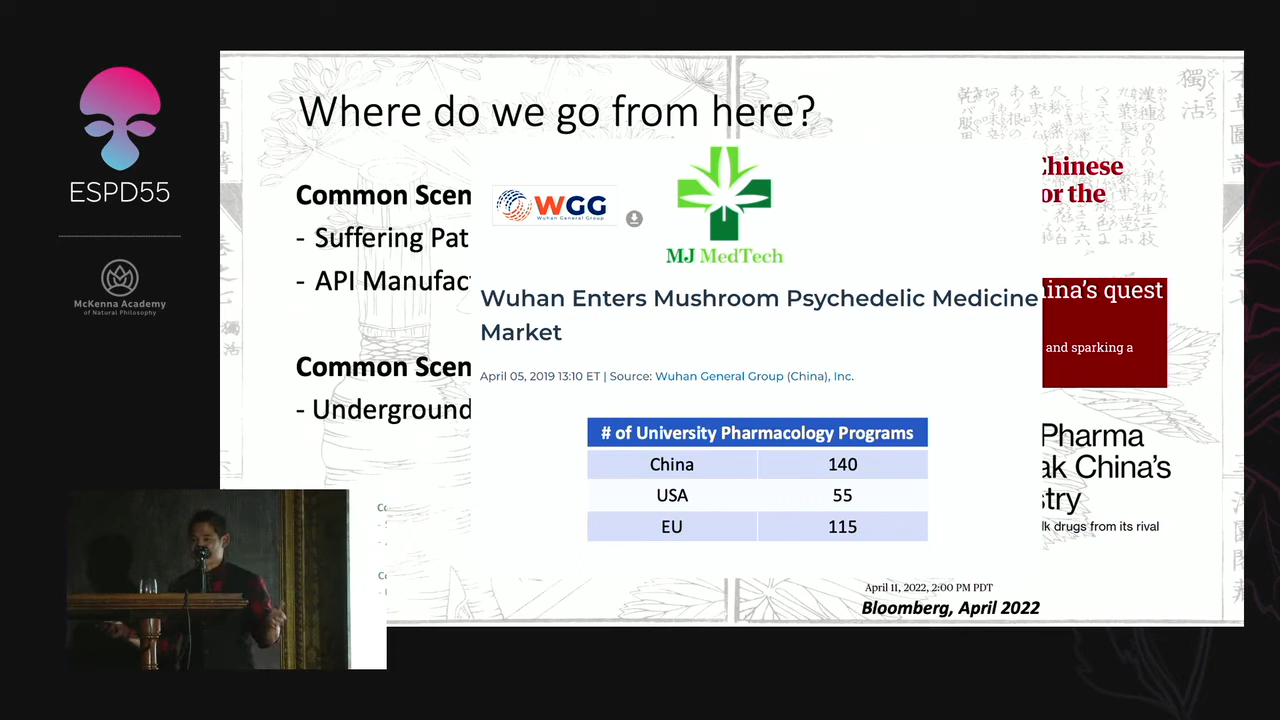 ESPD55
McKenna Academy
of Natural Philosophy
Where do we go from here?
Common Scen
- Suffering Pat
- API Manufac
Common Scen
- Underground
WGG
Wuhan General Group
MJ MedTech
Wuhan Enters Mushroom Psychedelic Medicine
Market
April 05, 2019 13:10 ET | Source: Wuhan General Group (China), Inc.
# of University Pharmacology Programs
China 140
USA 55
EU 115
Chinese
or the
ina's quest
and sparking a
Pharma
ak China's
stry
lk drugs from its rival
April 11, 2022, 2:00 PM PDT
Bloomberg, April 2022